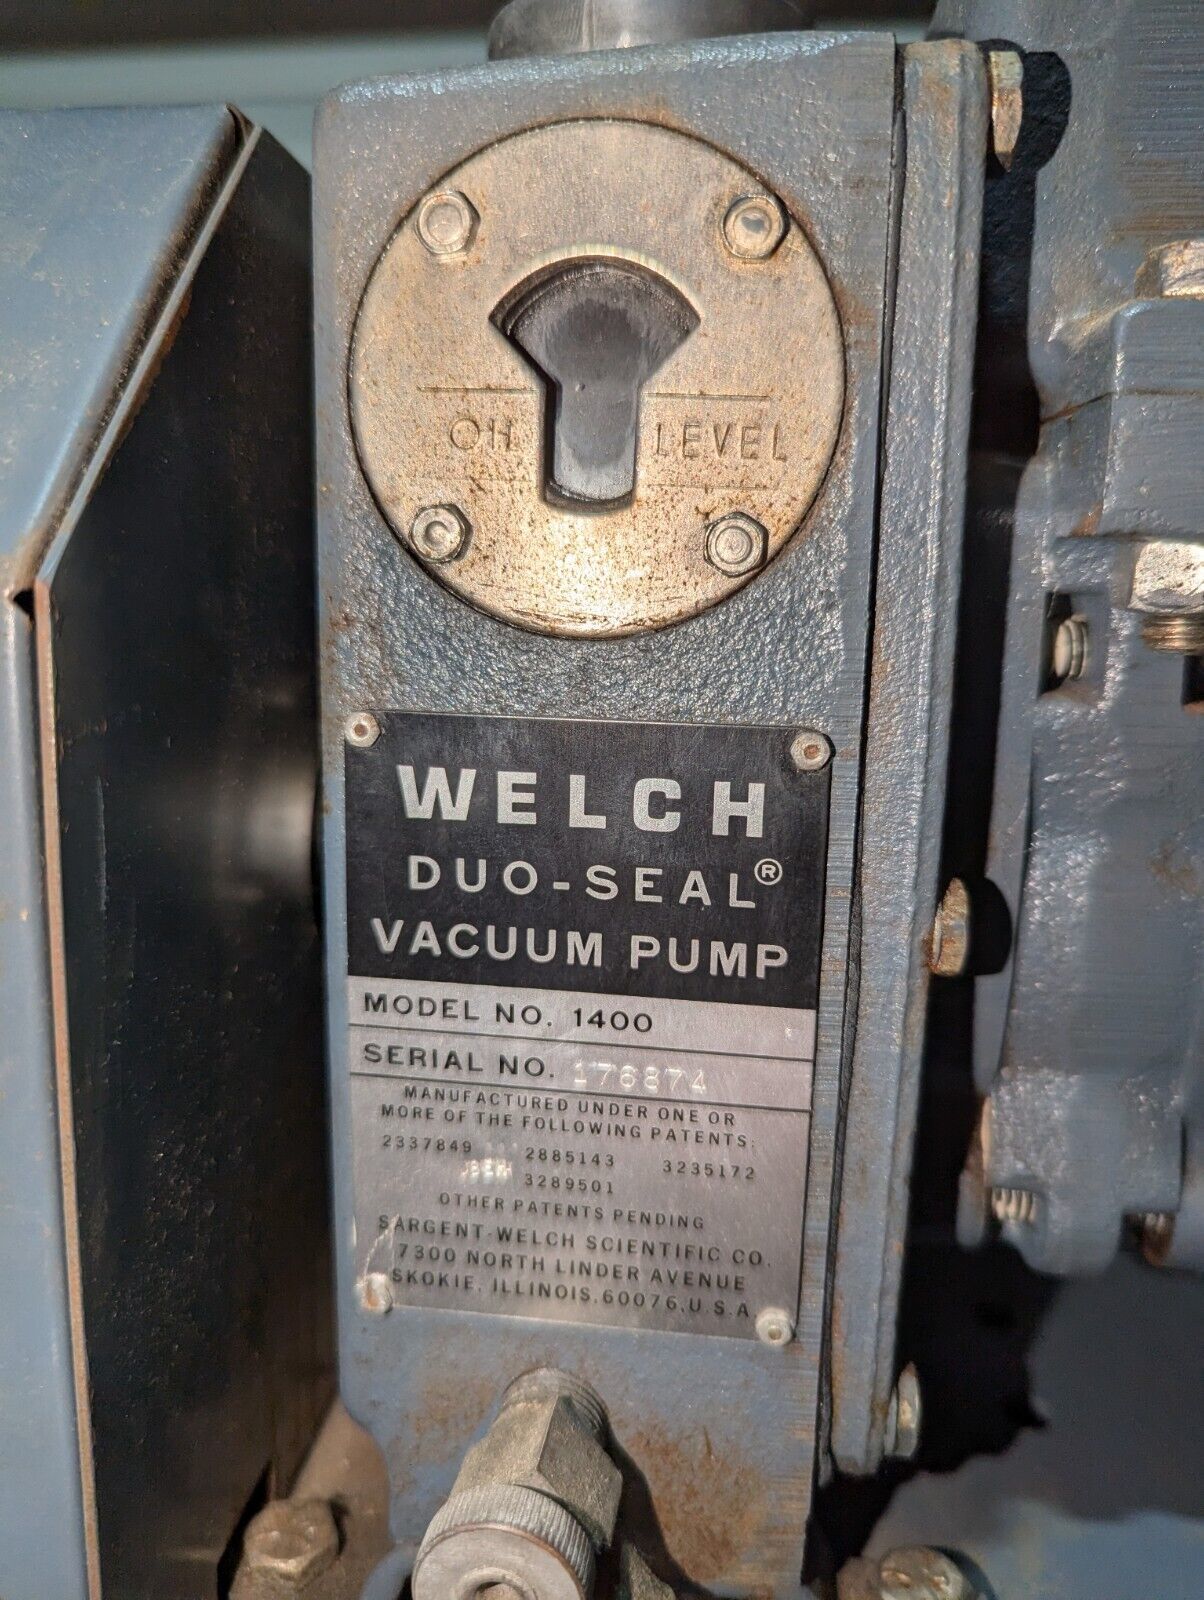 OIL LEVEL
WELCH
DUO-SEAL®
VACUUM PUMP
MODEL NO. 1400
SERIAL NO. 176874
MANUFACTURED UNDER ONE OR
MORE OF THE FOLLOWING PATENTS:
2337849 2885143 3235172
3289501
OTHER PATENTS PENDING
SARGENT-WELCH SCIENTIFIC CO.
7300 NORTH LINDER AVENUE
SKOKIE, ILLINOIS, 60076, U.S.A